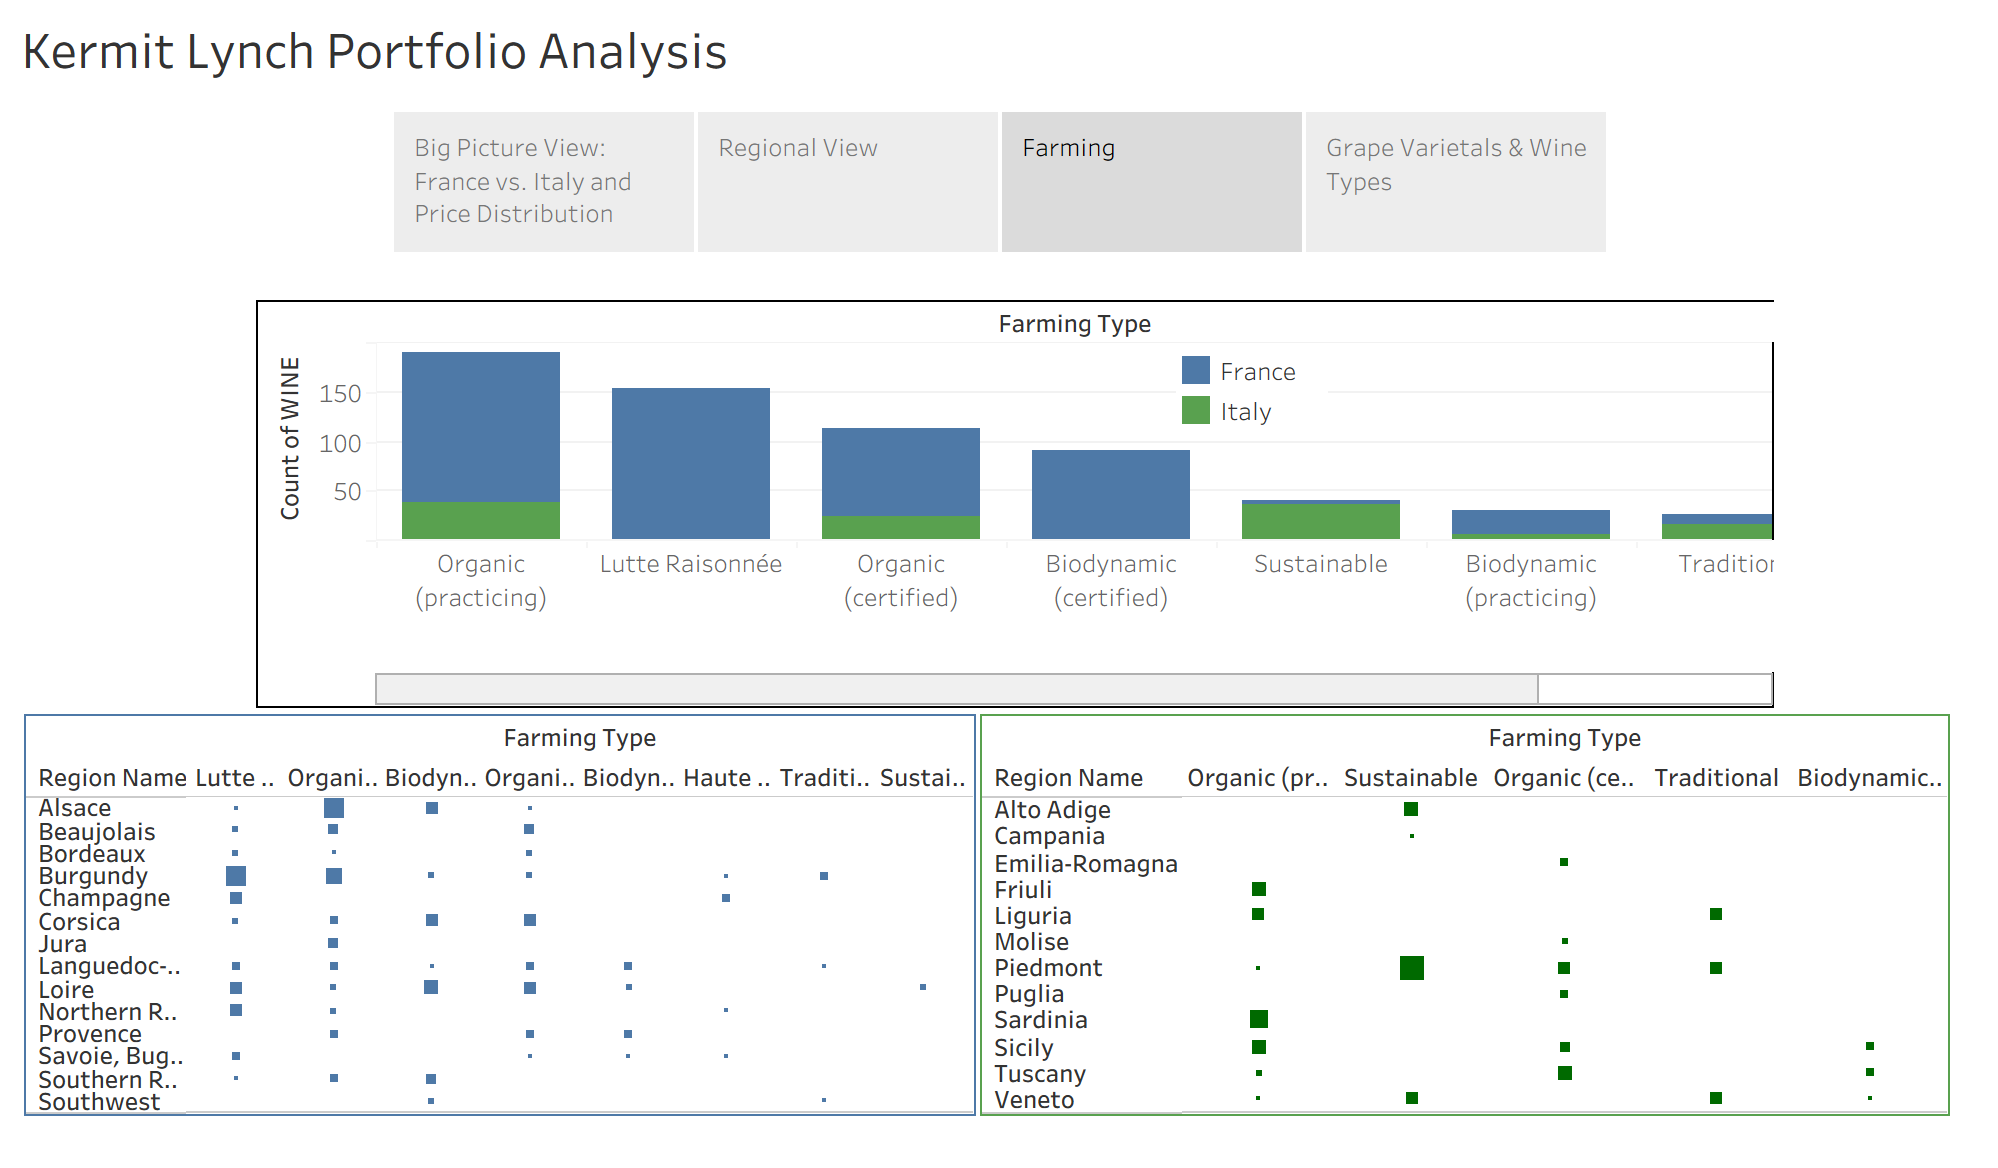 Kermit Lynch Portfolio Analysis
Big Picture View:
France vs. Italy and
Price Distribution
Regional View
Farming
Grape Varietals & Wine
Types
Farming Type
Count of WINE
150
100
50
France
Italy
Organic
(practicing)
Lutte Raisonnée
Organic
(certified)
Biodynamic
(certified)
Sustainable
Biodynamic
(practicing)
Tradition
Farming Type
Region Name Lutte .. Organi.. Biodyn.. Organi.. Biodyn.. Haute .. Traditi.. Sustai..
Alsace
Beaujolais
Bordeaux
Burgundy
Champagne
Corsica
Jura
Languedoc-..
Loire
Northern R..
Provence
Savoie, Bug..
Southern R..
Southwest
Farming Type
Region Name Organic (pr.. Sustainable Organic (ce.. Traditional Biodynamic..
Alto Adige
Campania
Emilia-Romagna
Friuli
Liguria
Molise
Piedmont
Puglia
Sardinia
Sicily
Tuscany
Veneto